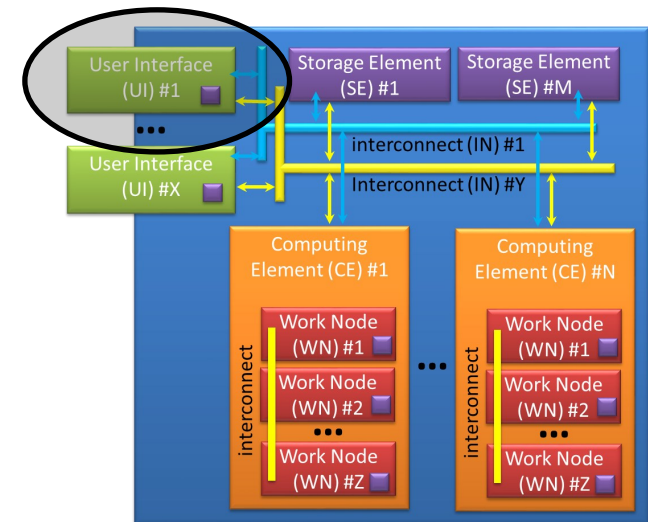 User Interface
(UI) #1
Storage Element
(SE) #1
Storage Element
(SE) #M
...
interconnect (IN) #1
User Interface
(UI) #X
Interconnect (IN) #Y
Computing
Element (CE) #1
Computing
Element (CE) #N
interconnect
Work Node
(WN) #1
Work Node
(WN) #2
...
Work Node
(WN) #Z
...
interconnect
Work Node
(WN) #1
Work Node
(WN) #2
...
Work Node
(WN) #Z